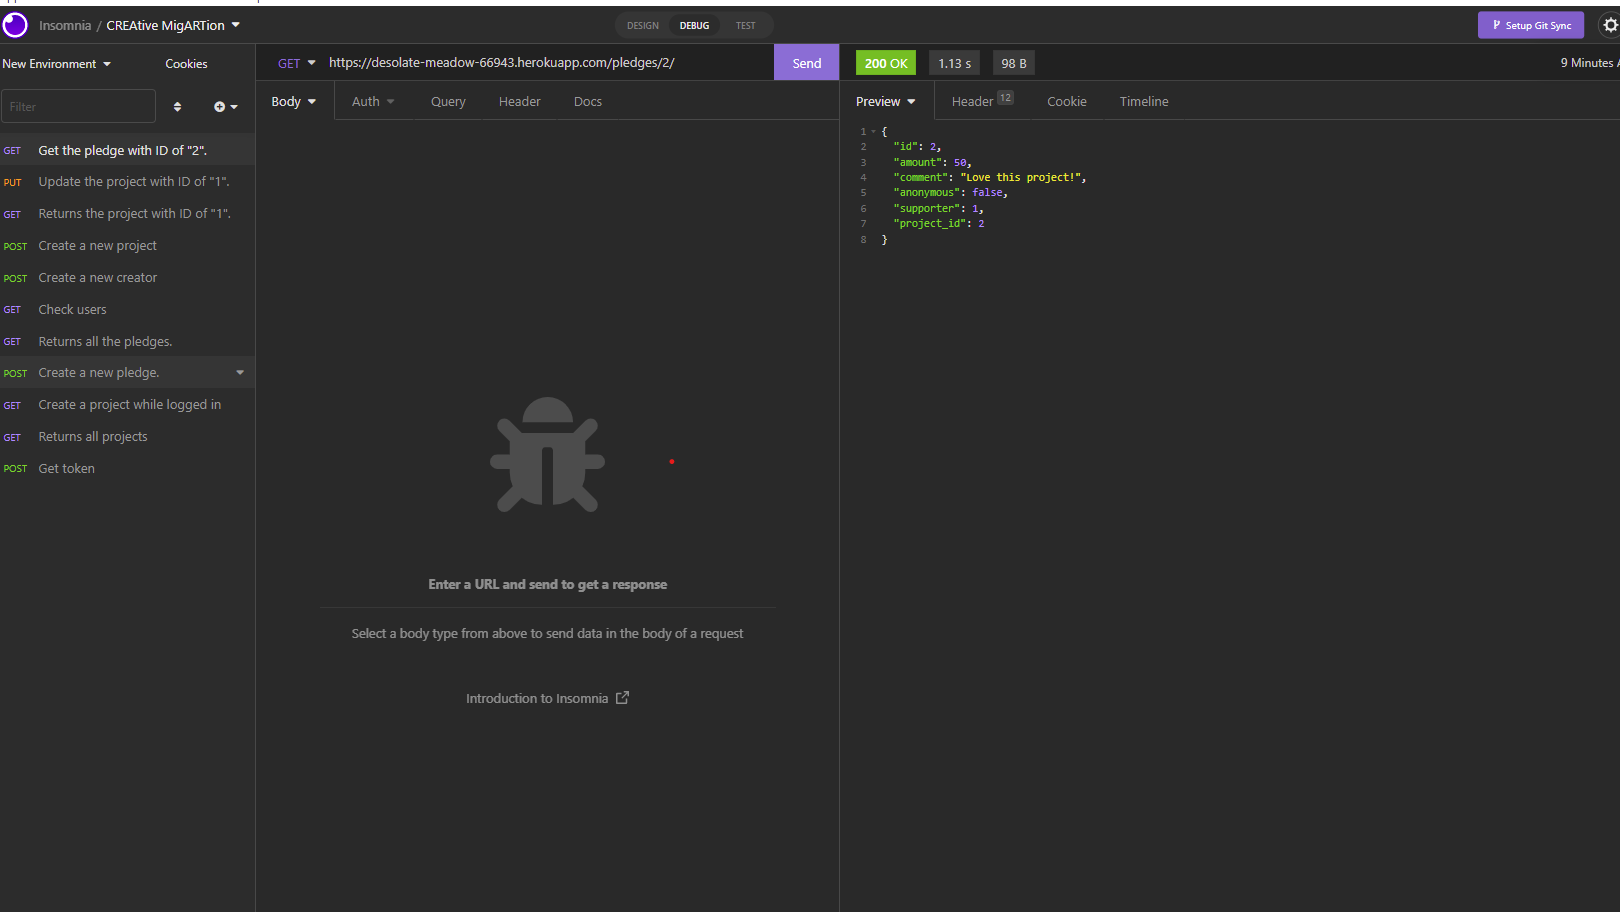 Insomnia / CREAtive MigARTion
DESIGN DEBUG TEST
Setup Git Sync
New Environment Cookies
GET https://desolate-meadow-66943.herokuapp.com/pledges/2/ Send
200 OK 1.13 s 98 B 9 Minutes A
Filter
Body Auth Query Header Docs
Preview Header 12 Cookie Timeline
GET Get the pledge with ID of "2".
PUT Update the project with ID of "1".
GET Returns the project with ID of "1".
POST Create a new project
POST Create a new creator
GET Check users
GET Returns all the pledges.
POST Create a new pledge.
GET Create a project while logged in
GET Returns all projects
POST Get token
Enter a URL and send to get a response
Select a body type from above to send data in the body of a request
Introduction to Insomnia
1 {
2 "id": 2,
3 "amount": 50,
4 "comment": "Love this project!",
5 "anonymous": false,
6 "supporter": 1,
7 "project_id": 2
8 }